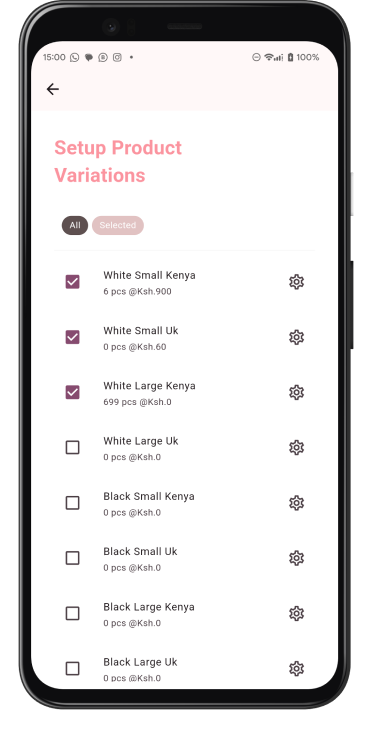 15:00
100%
Setup Product
Variations
All
Selected
White Small Kenya
6 pcs @Ksh.900
White Small Uk
0 pcs @Ksh.60
White Large Kenya
699 pcs @Ksh.0
White Large Uk
0 pcs @Ksh.0
Black Small Kenya
0 pcs @Ksh.0
Black Small Uk
0 pcs @Ksh.0
Black Large Kenya
0 pcs @Ksh.0
Black Large Uk
0 pcs @Ksh.0